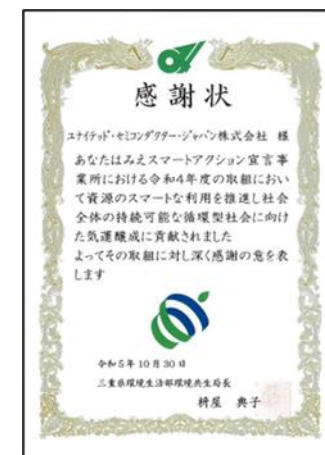 感謝状
ユナイテッド・セミコンダクター・ジャパン株式会社 様
あなたはみえスマートアクション宣言事
業所における令和4年度の取組におい
て資源のスマートな利用を推進し社会
全体の持続可能な循環型社会に向け
た気運醸成に貢献されました
よってその取組に対し深く感謝の意を表
します
令和5年10月30日
三重県環境生活部環境共生局長
枡屋 典子